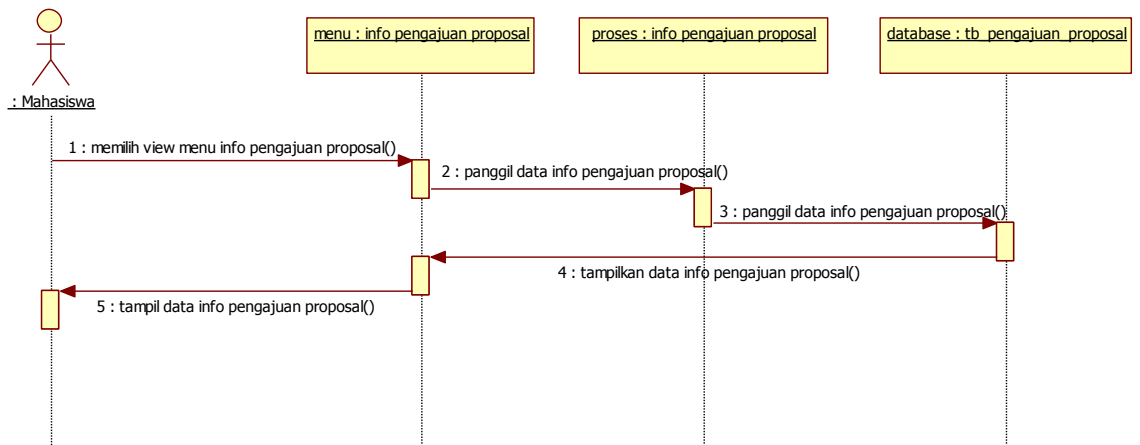 menu : info pengajuan proposal
proses : info pengajuan proposal
database : tb_pengajuan_proposal
: Mahasiswa
1 : memilih view menu info pengajuan proposal()
2 : panggil data info pengajuan proposal()
3 : panggil data info pengajuan proposal()
4 : tampilkan data info pengajuan proposal()
5 : tampil data info pengajuan proposal()